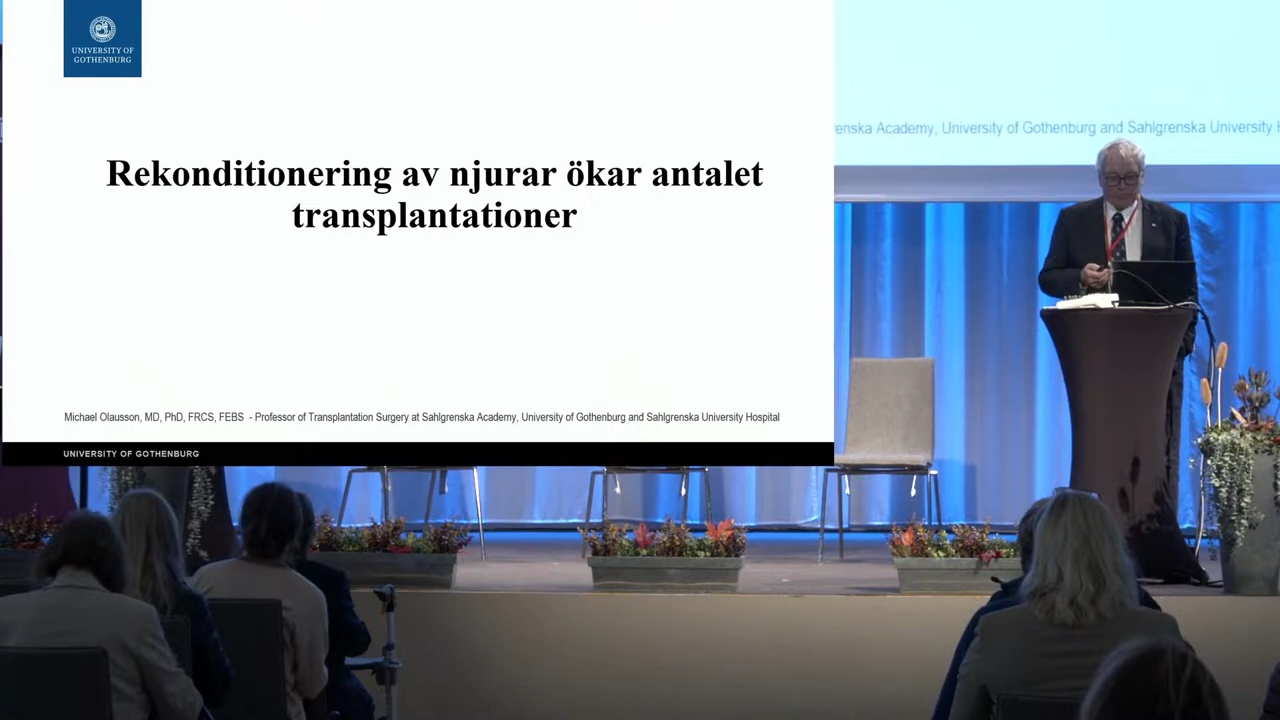 UNIVERSITY OF
GOTHENBURG
Rekonditionering av njurar ökar antalet
transplantationer
Michael Olausson, MD, PhD, FRCS, FEBS - Professor of Transplantation Surgery at Sahlgrenska Academy, University of Gothenburg and Sahlgrenska University Hospital
UNIVERSITY OF GOTHENBURG
Academy, University of Gothenburg and Sahlgrenska University